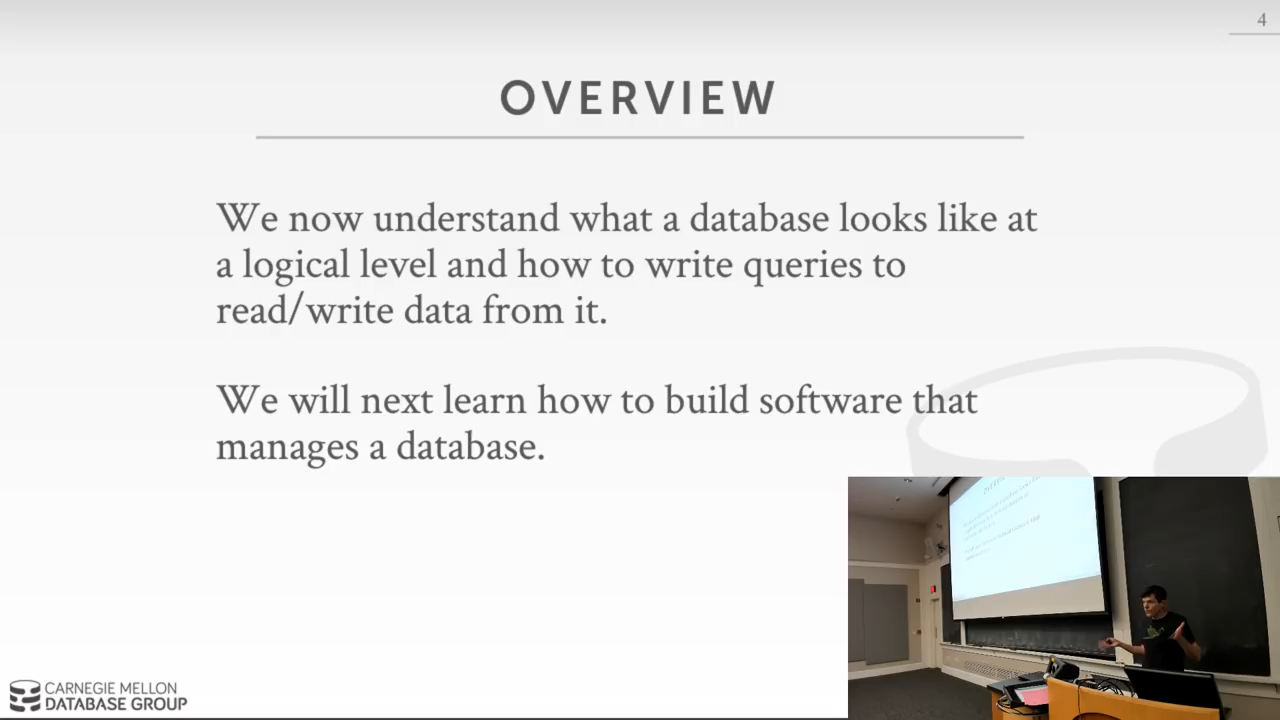 4
OVERVIEW
We now understand what a database looks like at
a logical level and how to write queries to
read/write data from it.
We will next learn how to build software that
manages a database.
CARNEGIE MELLON
DATABASE GROUP